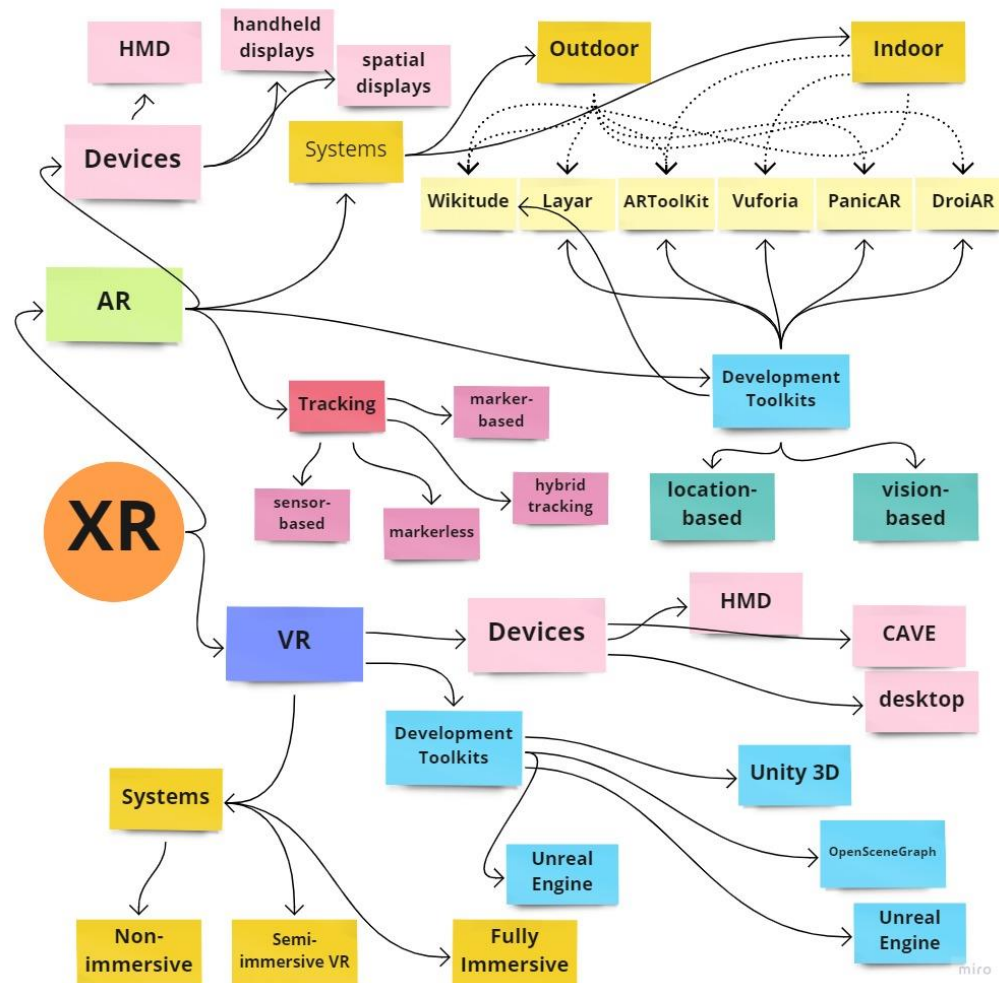 HMD
handheld
displays
spatial
displays
Outdoor
Indoor
Devices
Systems
Wikitude
Layar
ARToolKit
Vuforia
PanicAR
DroiAR
AR
Development
Toolkits
Tracking
marker-
based
sensor-
based
markerless
hybrid
tracking
location-
based
vision-
based
XR
VR
Devices
HMD
CAVE
desktop
Development
Toolkits
Unity 3D
OpenSceneGraph
Unreal
Engine
Unreal
Engine
Systems
Non-
immersive
Semi-
immersive VR
Fully
Immersive
miro